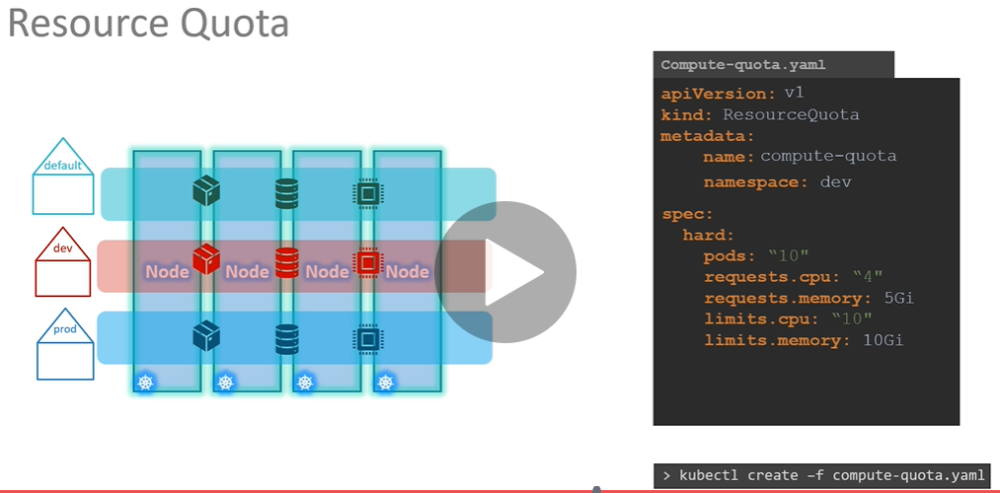 Resource Quota
Compute-quota.yaml
apiVersion: v1
kind: ResourceQuota
metadata:
name: compute-quota
namespace: dev
spec:
hard:
pods: “10"
requests.cpu: “4"
requests.memory: 5Gi
limits.cpu: “10"
limits.memory: 10Gi
default
dev
prod
Node Node Node Node
> kubectl create –f compute-quota.yaml